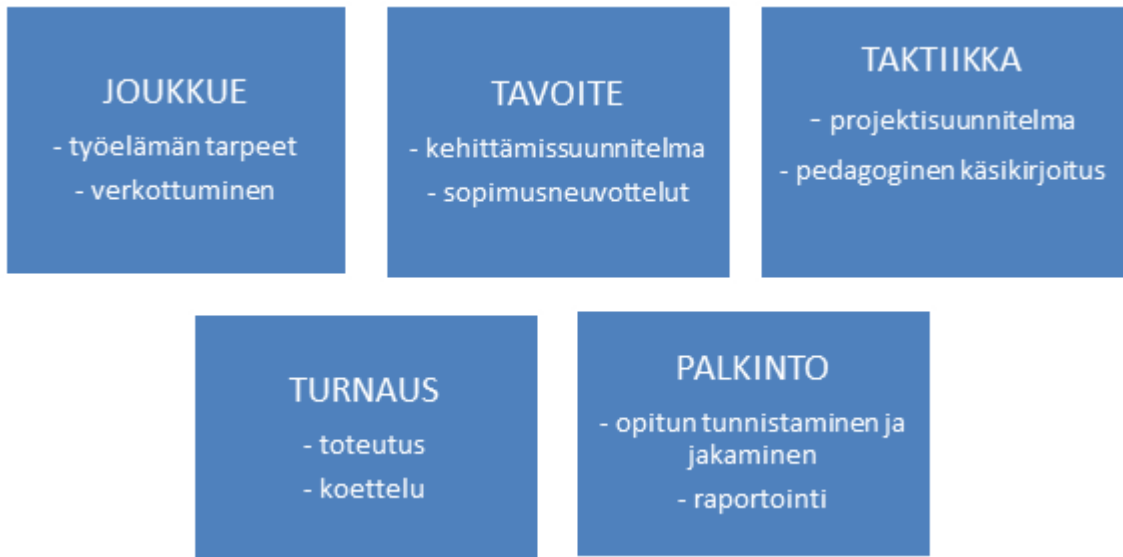 JOUKKUE
- työelämän tarpeet
- verkottuminen
TAVOITE
- kehittämissuunnitelma
- sopimusneuvottelut
TAKTIIKKA
- projektisuunnitelma
- pedagoginen käsikirjoitus
TURNAUS
- toteutus
- koettelu
PALKINTO
- opitun tunnistaminen ja
jakaminen
- raportointi